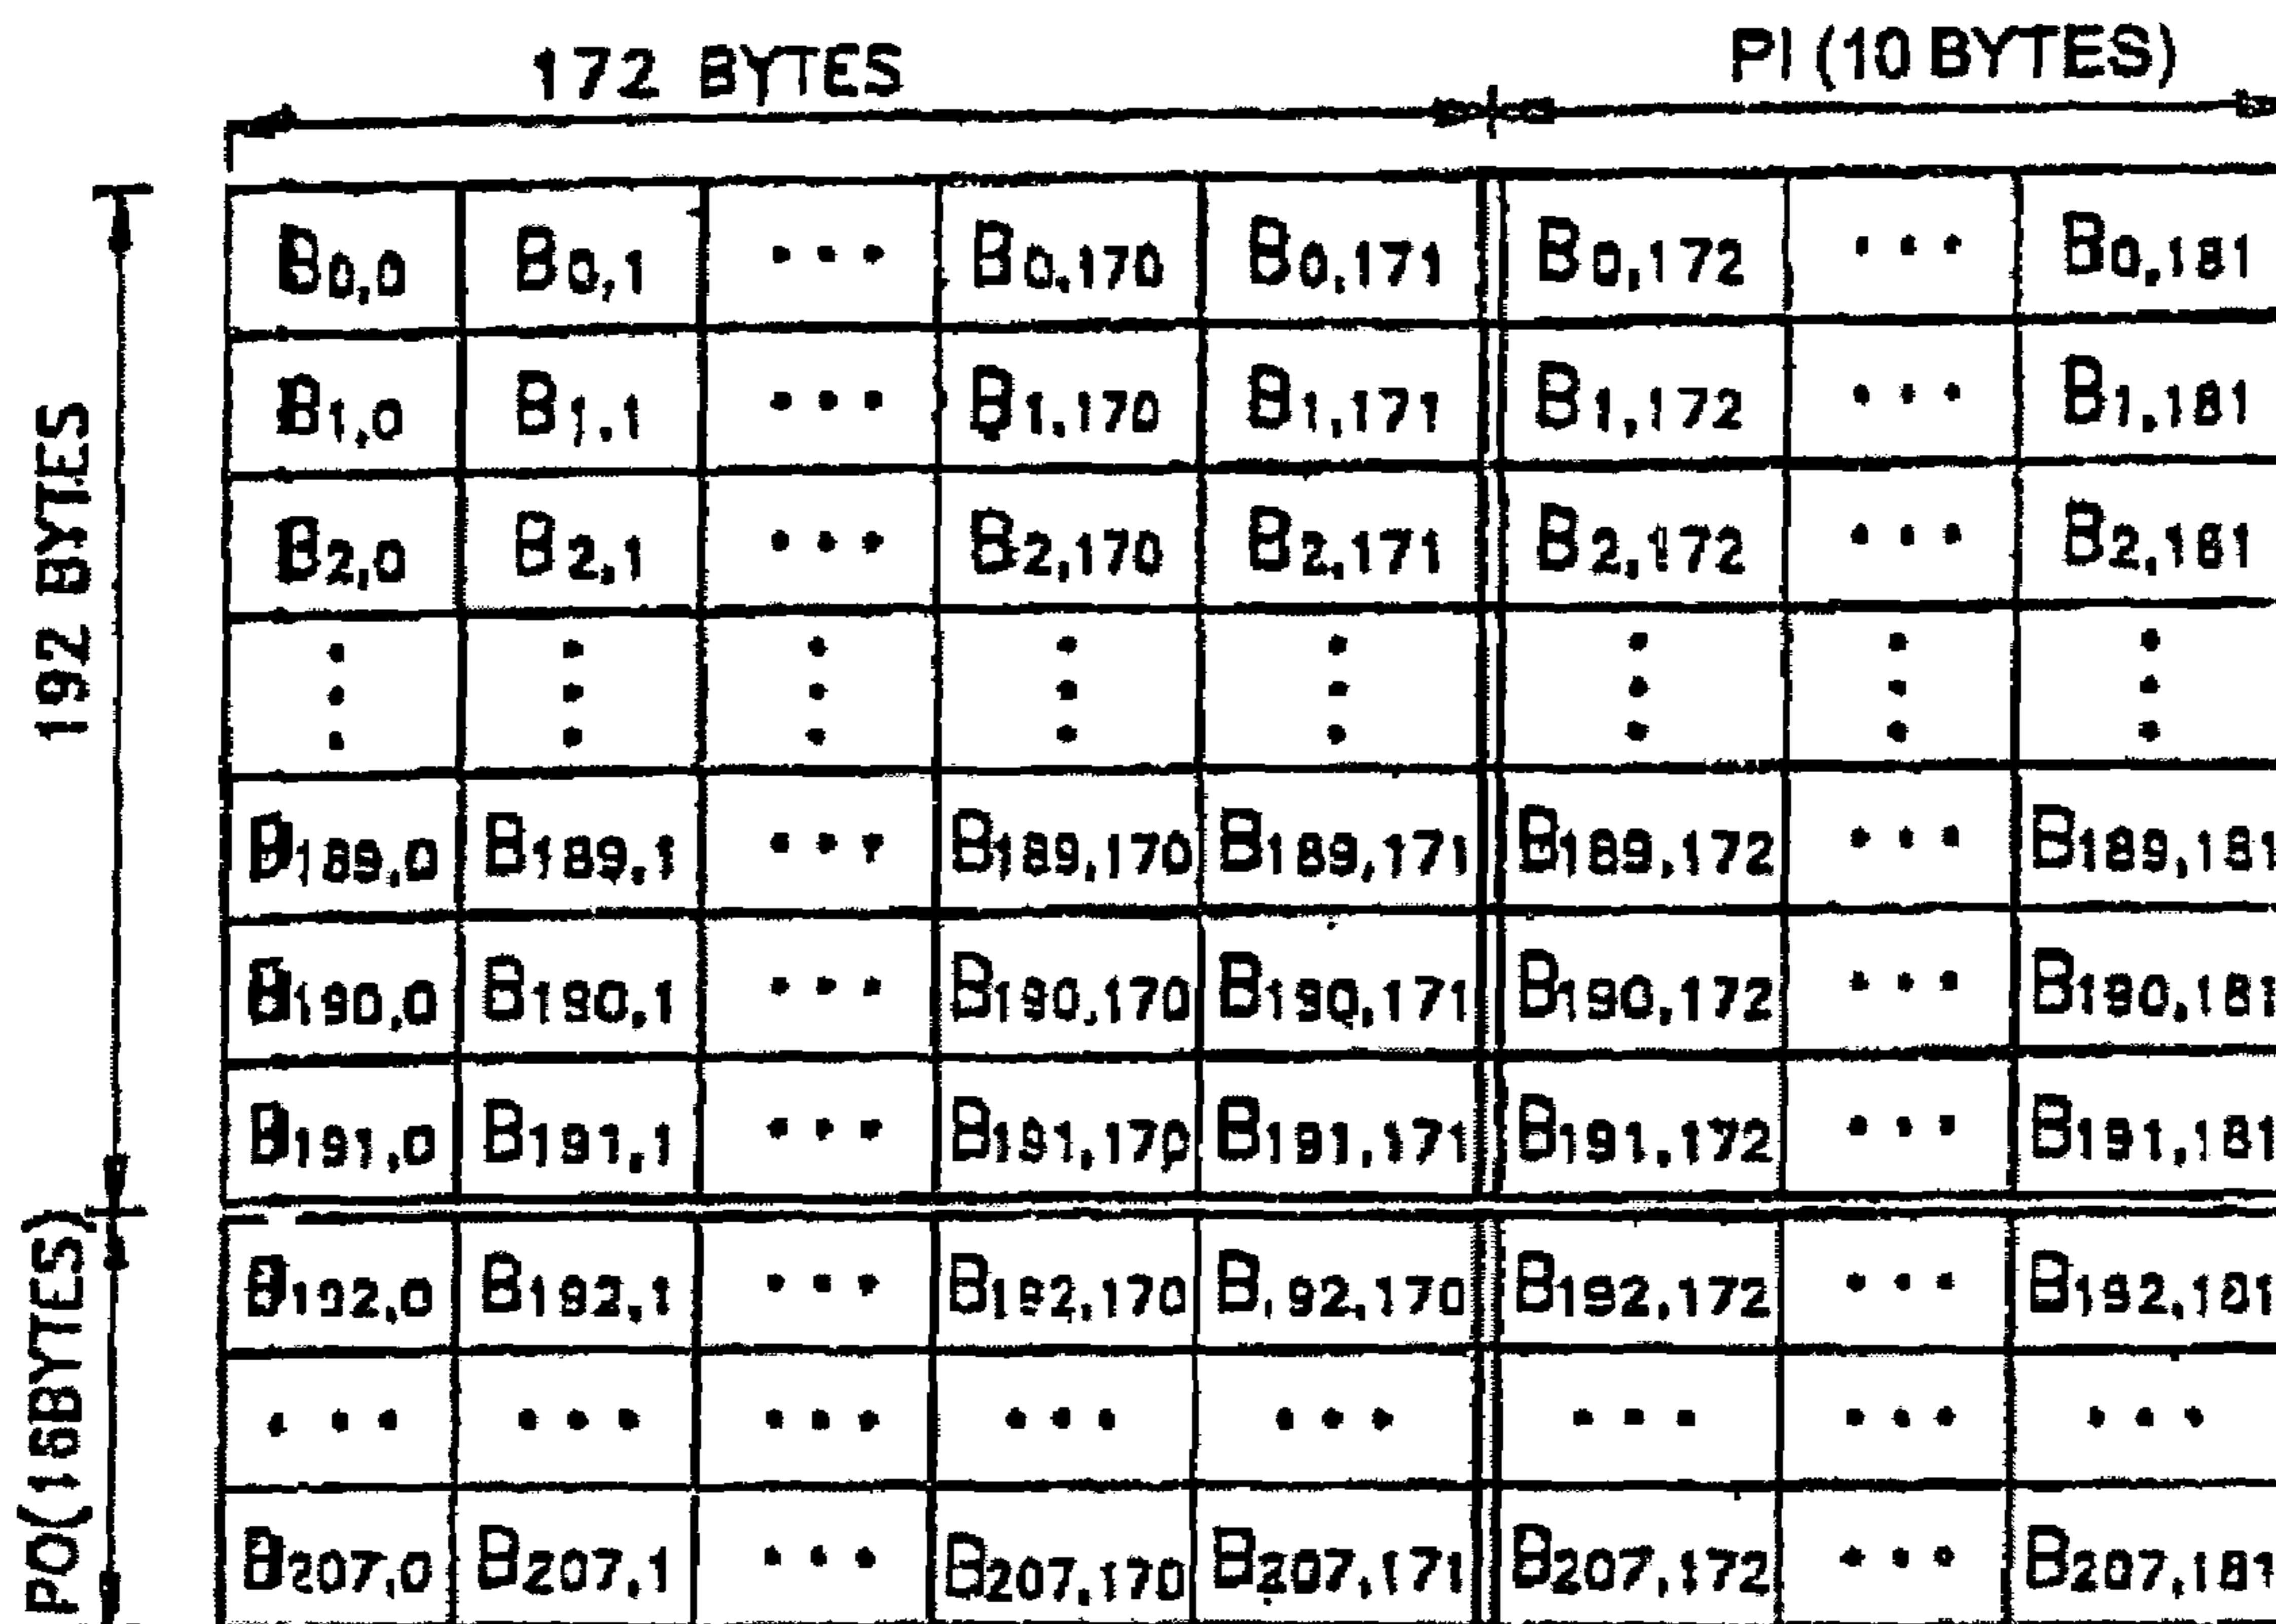 172 BYTES PI (10 BYTES)
192 BYTES
B0,0 B0,1 ... B0,170 B0,171 B0,172 ... B0,181
B1,0 B1,1 ... B1,170 B1,171 B1,172 ... B1,181
B2,0 B2,1 ... B2,170 B2,171 B2,172 ... B2,181
B189,0 B189,1 ... B189,170 B189,171 B189,172 ... B189,181
B190,0 B190,1 ... B190,170 B190,171 B190,172 ... B190,181
B191,0 B191,1 ... B191,170 B191,171 B191,172 ... B191,181
PO(16BYTES)
B192,0 B192,1 ... B192,170 B192,170 B192,172 ... B192,181
... ... ... ... ... ... ... ...
B207,0 B207,1 ... B207,170 B207,171 B207,172 ... B207,181